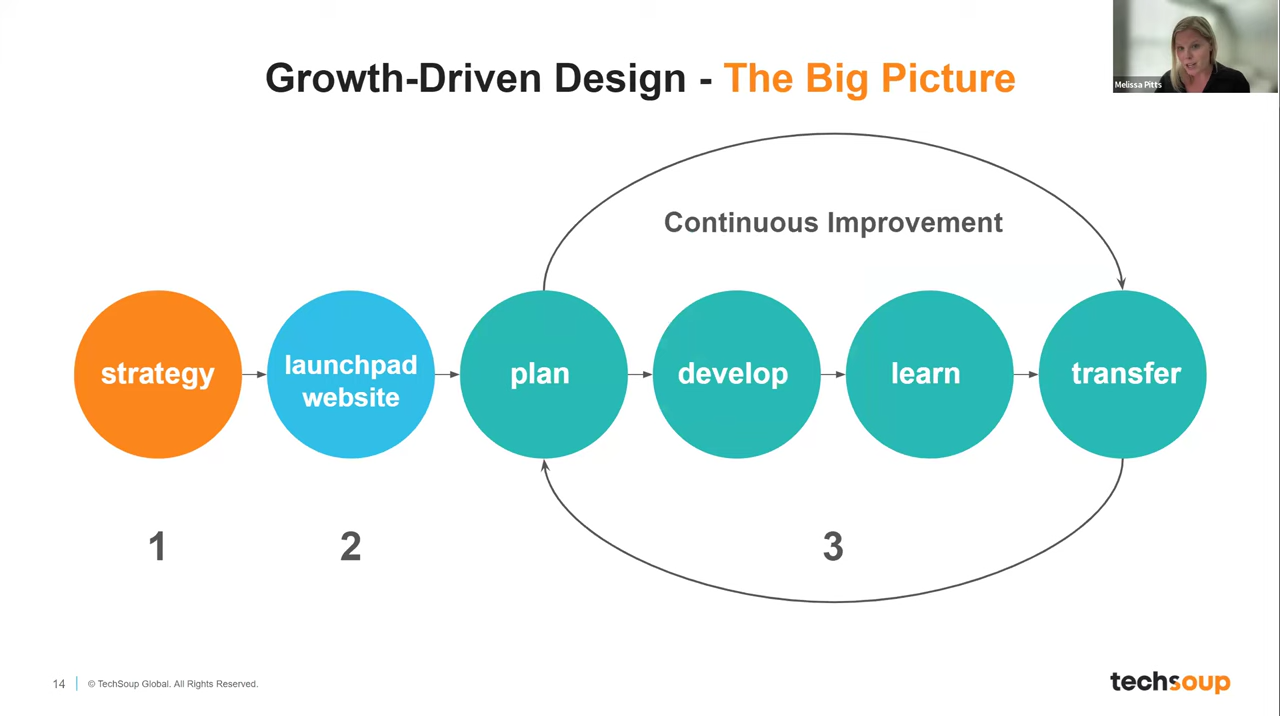 Growth-Driven Design - The Big Picture
Melissa Pitts
Continuous Improvement
strategy
launchpad
website
plan
develop
learn
transfer
1
2
3
14
© TechSoup Global. All Rights Reserved.
techsoup